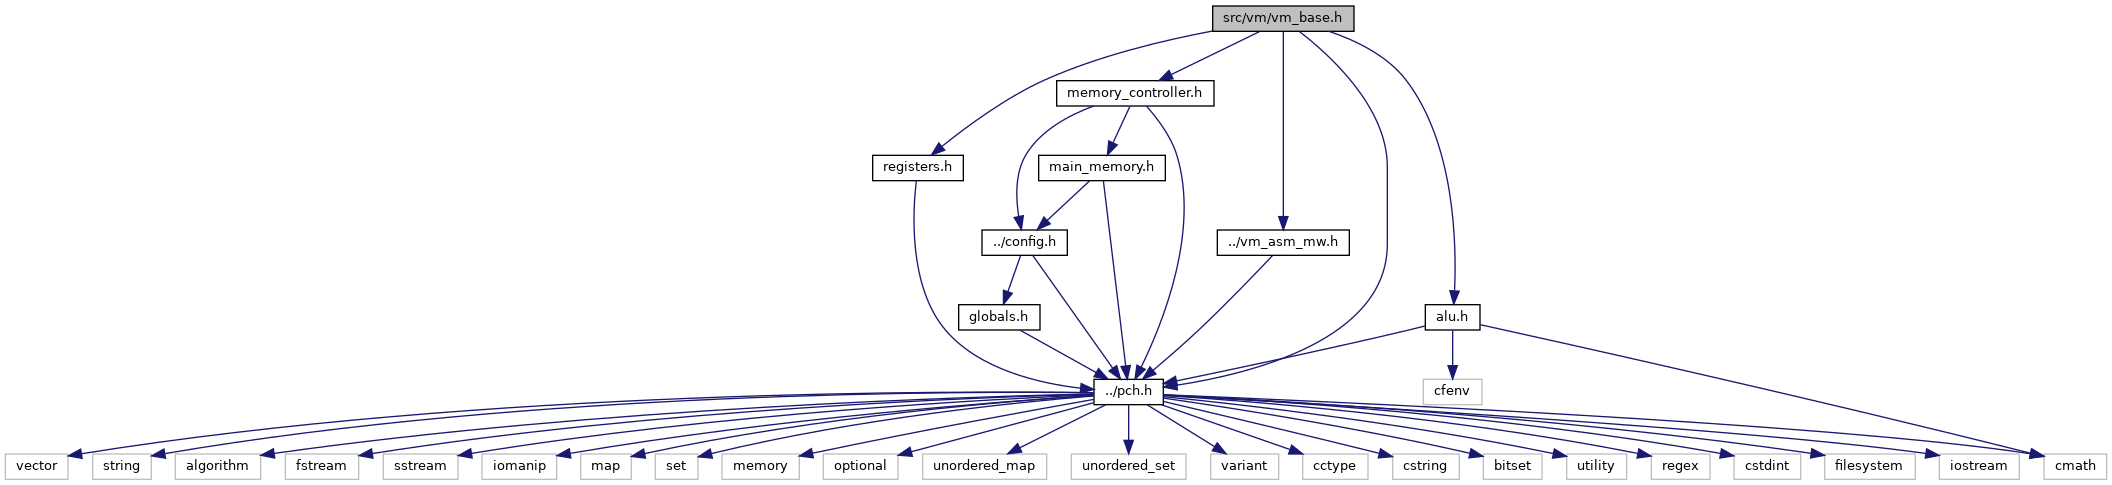 src/vm/vm_base.h
memory_controller.h
registers.h
main_memory.h
../config.h
../vm_asm_mw.h
globals.h
alu.h
../pch.h
cfenv
vector
string
algorithm
fstream
sstream
iomanip
map
set
memory
optional
unordered_map
unordered_set
variant
cctype
cstring
bitset
utility
regex
cstdint
filesystem
iostream
cmath